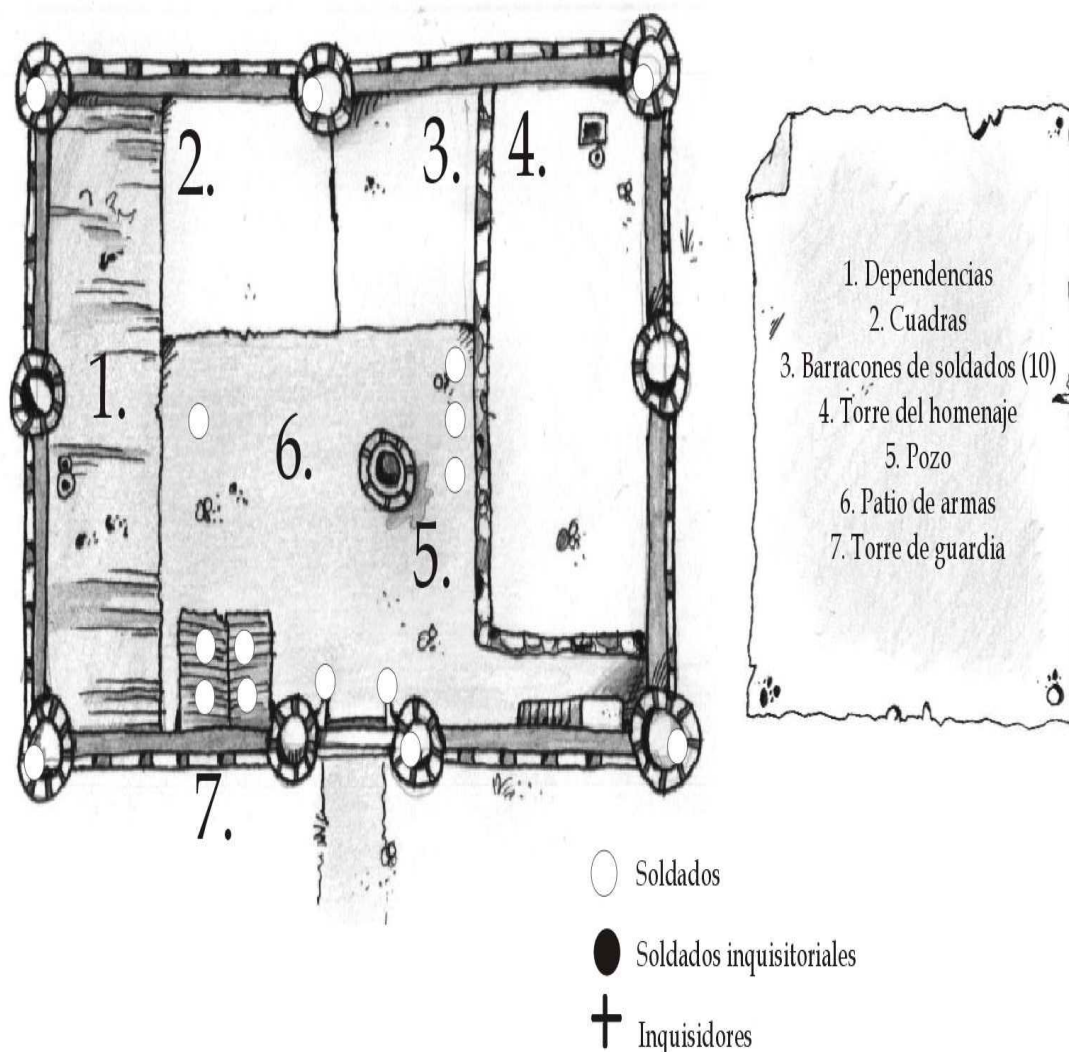 2.
3.
4.
1.
6.
5.
7.
1. Dependencias
2. Cuadras
3. Barracones de soldados (10)
4. Torre del homenaje
5. Pozo
6. Patio de armas
7. Torre de guardia
Soldados
Soldados inquisitoriales
Inquisidores